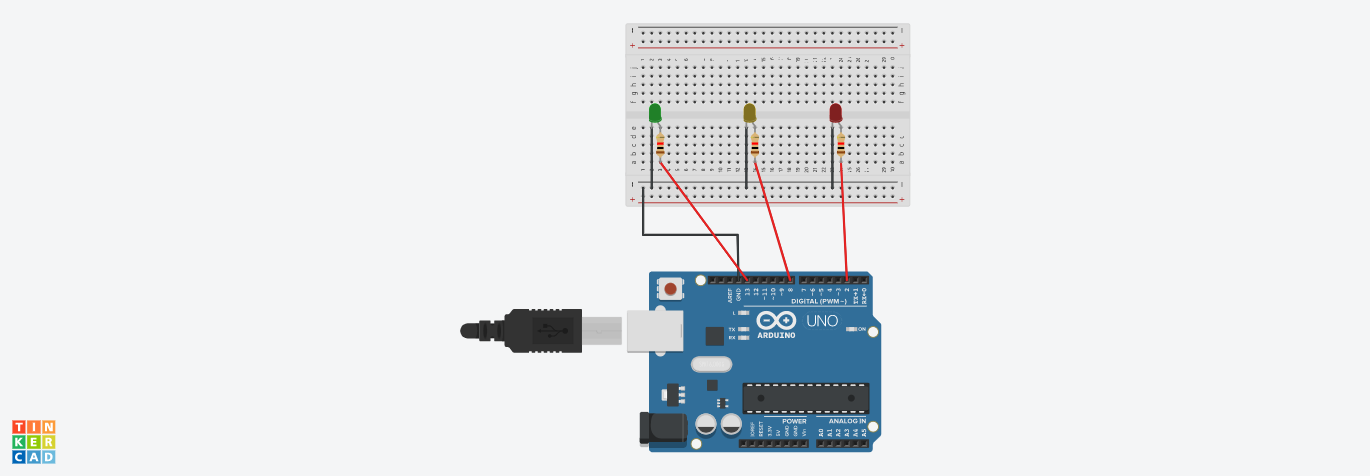 AREF
GND
13
12
~11
~10
~9
8
7
~6
~5
4
~3
2
TX→1
RX←0
DIGITAL (PWM~)
L
TX
RX
UNO
ARDUINO
ON
POWER
ANALOG IN
IOREF
RESET
3.3V
5V
GND
GND
Vin
A0
A1
A2
A3
A4
A5
TIN
KER
CAD